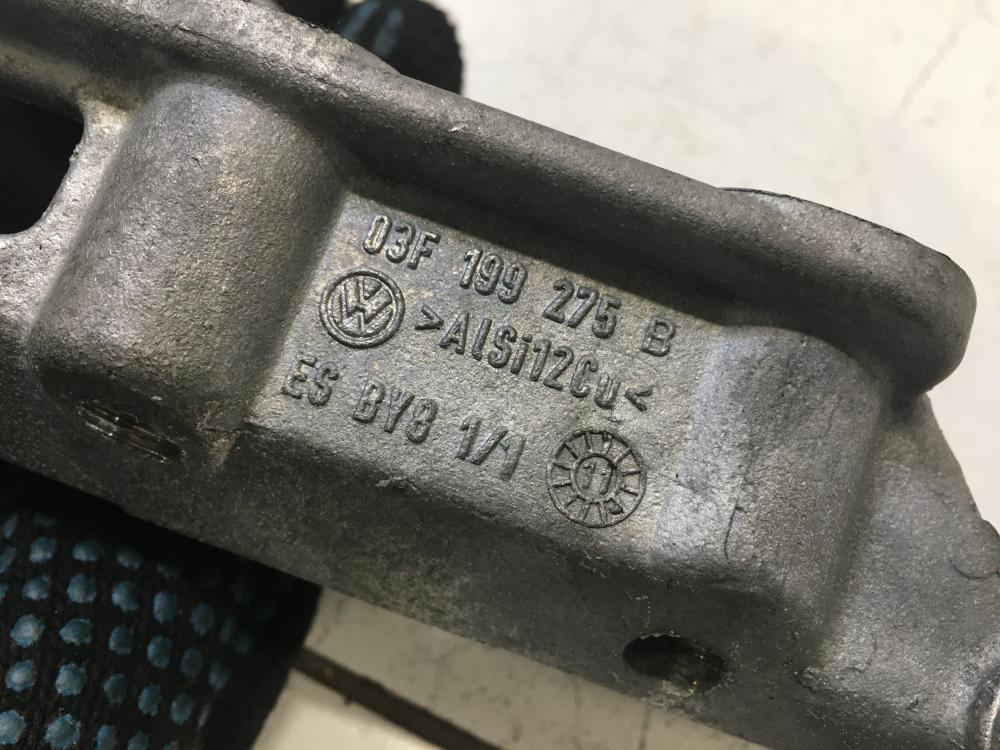 03F 199 275 B
>AlSi12Cu<
ES BY8 1/1
11